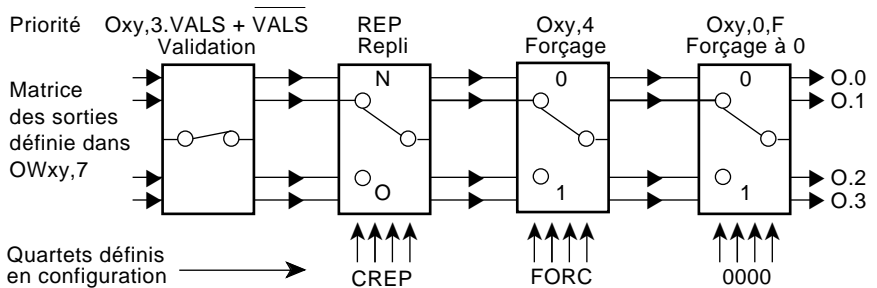 Priorité Oxy,3.VALS + VALS REP Oxy,4 Oxy,0,F
Validation Repli Forçage Forçage à 0
N 0 0 O.0
Matrice O.1
des sorties
définie dans
OWxy,7
O.2
O 1 1 O.3
Quartets définis
en configuration CREP FORC 0000